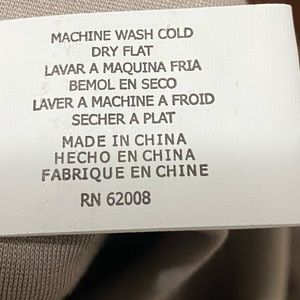 MACHINE WASH COLD
DRY FLAT
LAVAR A MAQUINA FRIA
BEMOL EN SECO
LAVER A MACHINE A FROID
SECHER A PLAT
MADE IN CHINA
HECHO EN CHINA
FABRIQUE EN CHINE
RN 62008